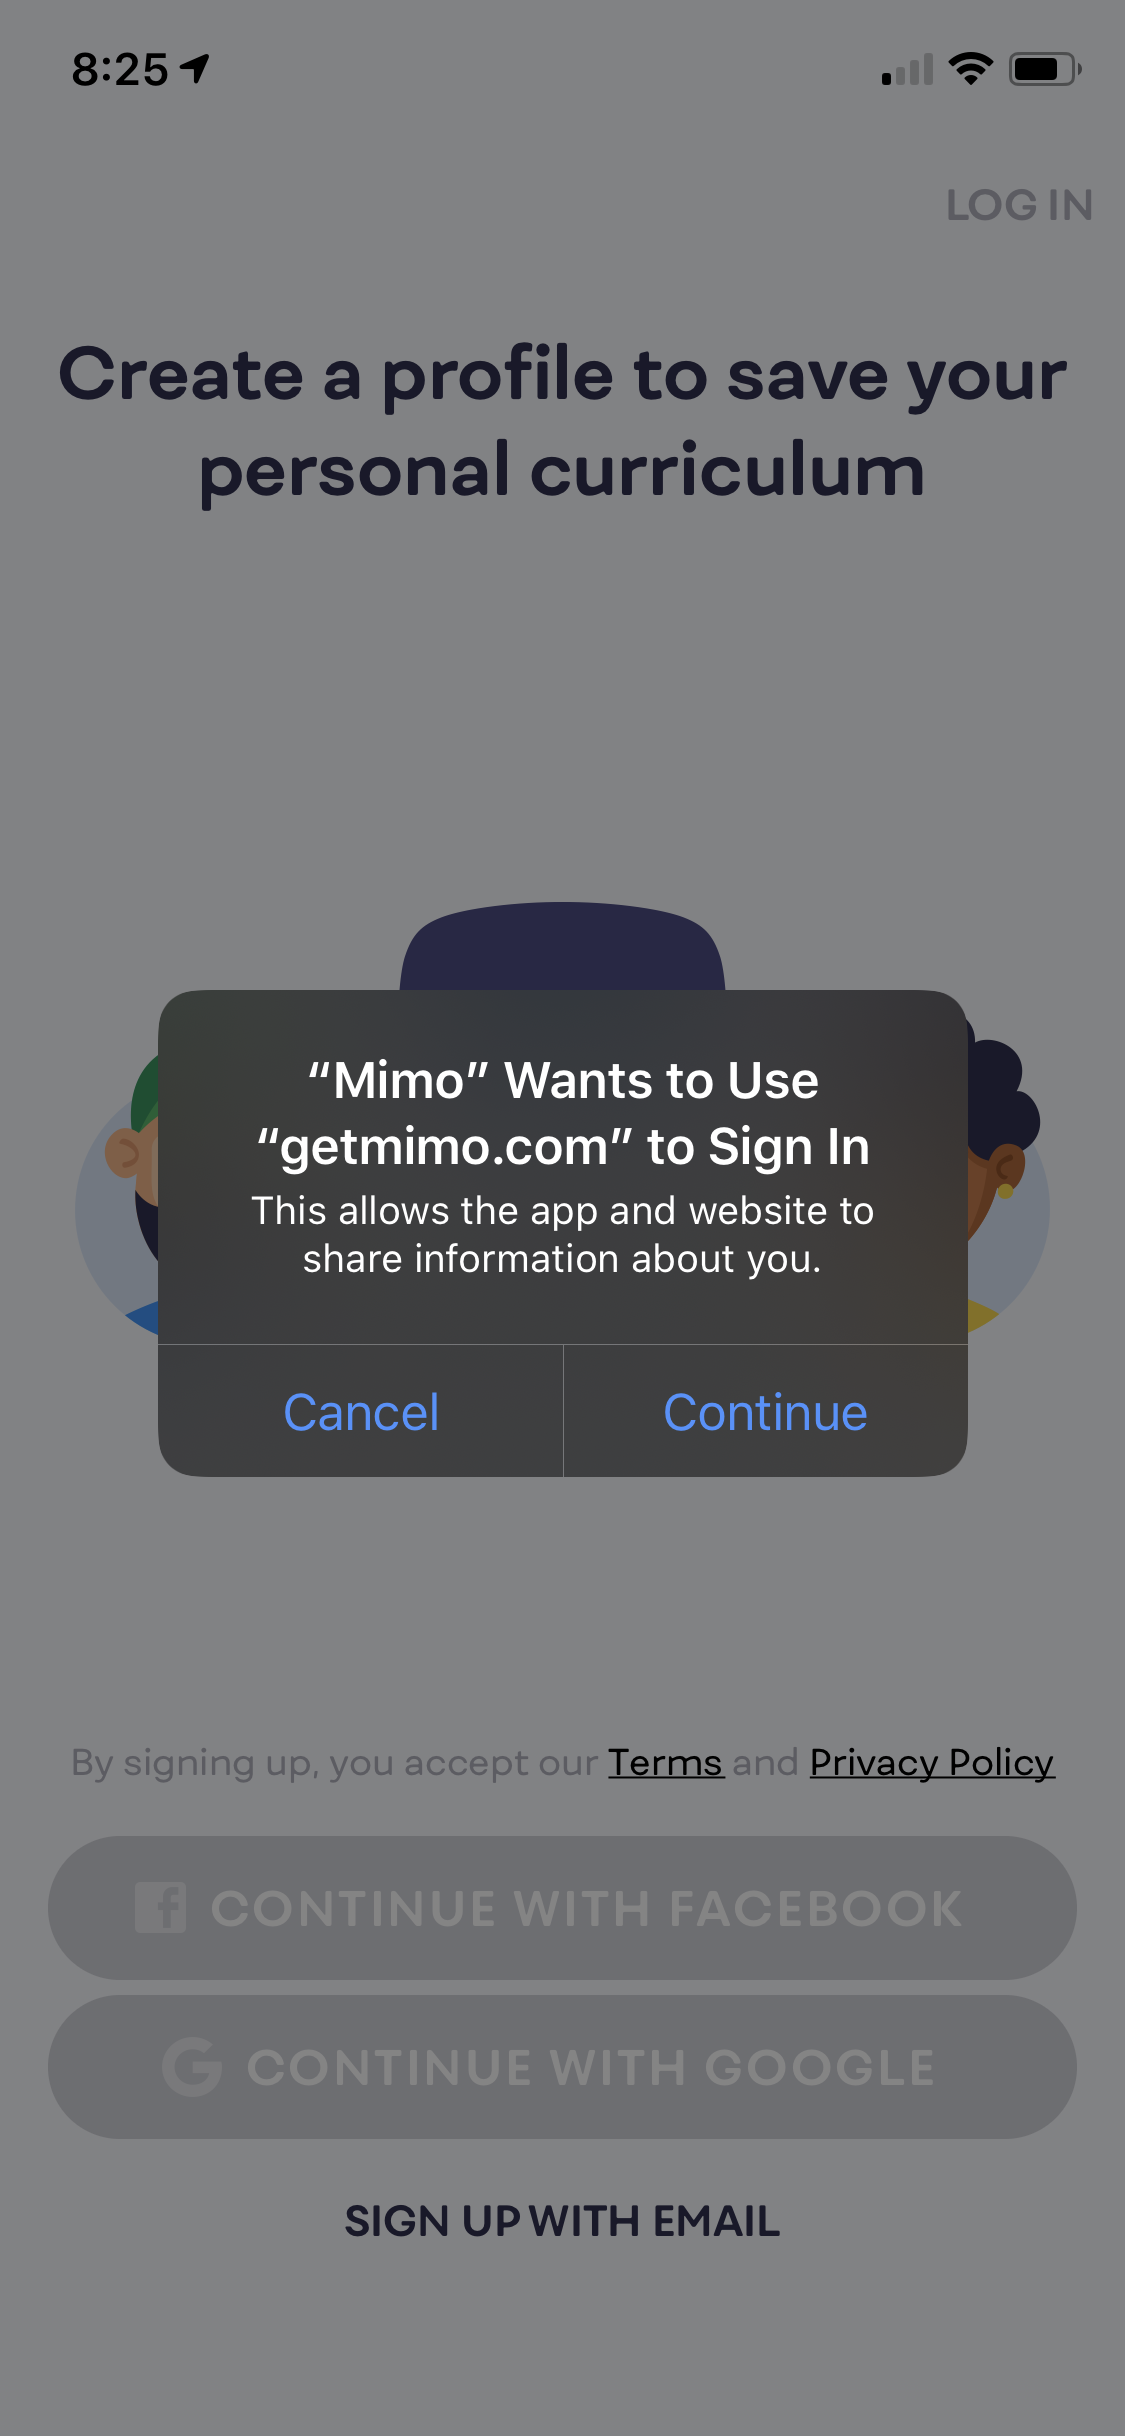 8:25
LOG IN
Create a profile to save your
personal curriculum
“Mimo” Wants to Use
“getmimo.com” to Sign In
This allows the app and website to
share information about you.
Cancel
Continue
By signing up, you accept our Terms and Privacy Policy
CONTINUE WITH FACEBOOK
CONTINUE WITH GOOGLE
SIGN UP WITH EMAIL